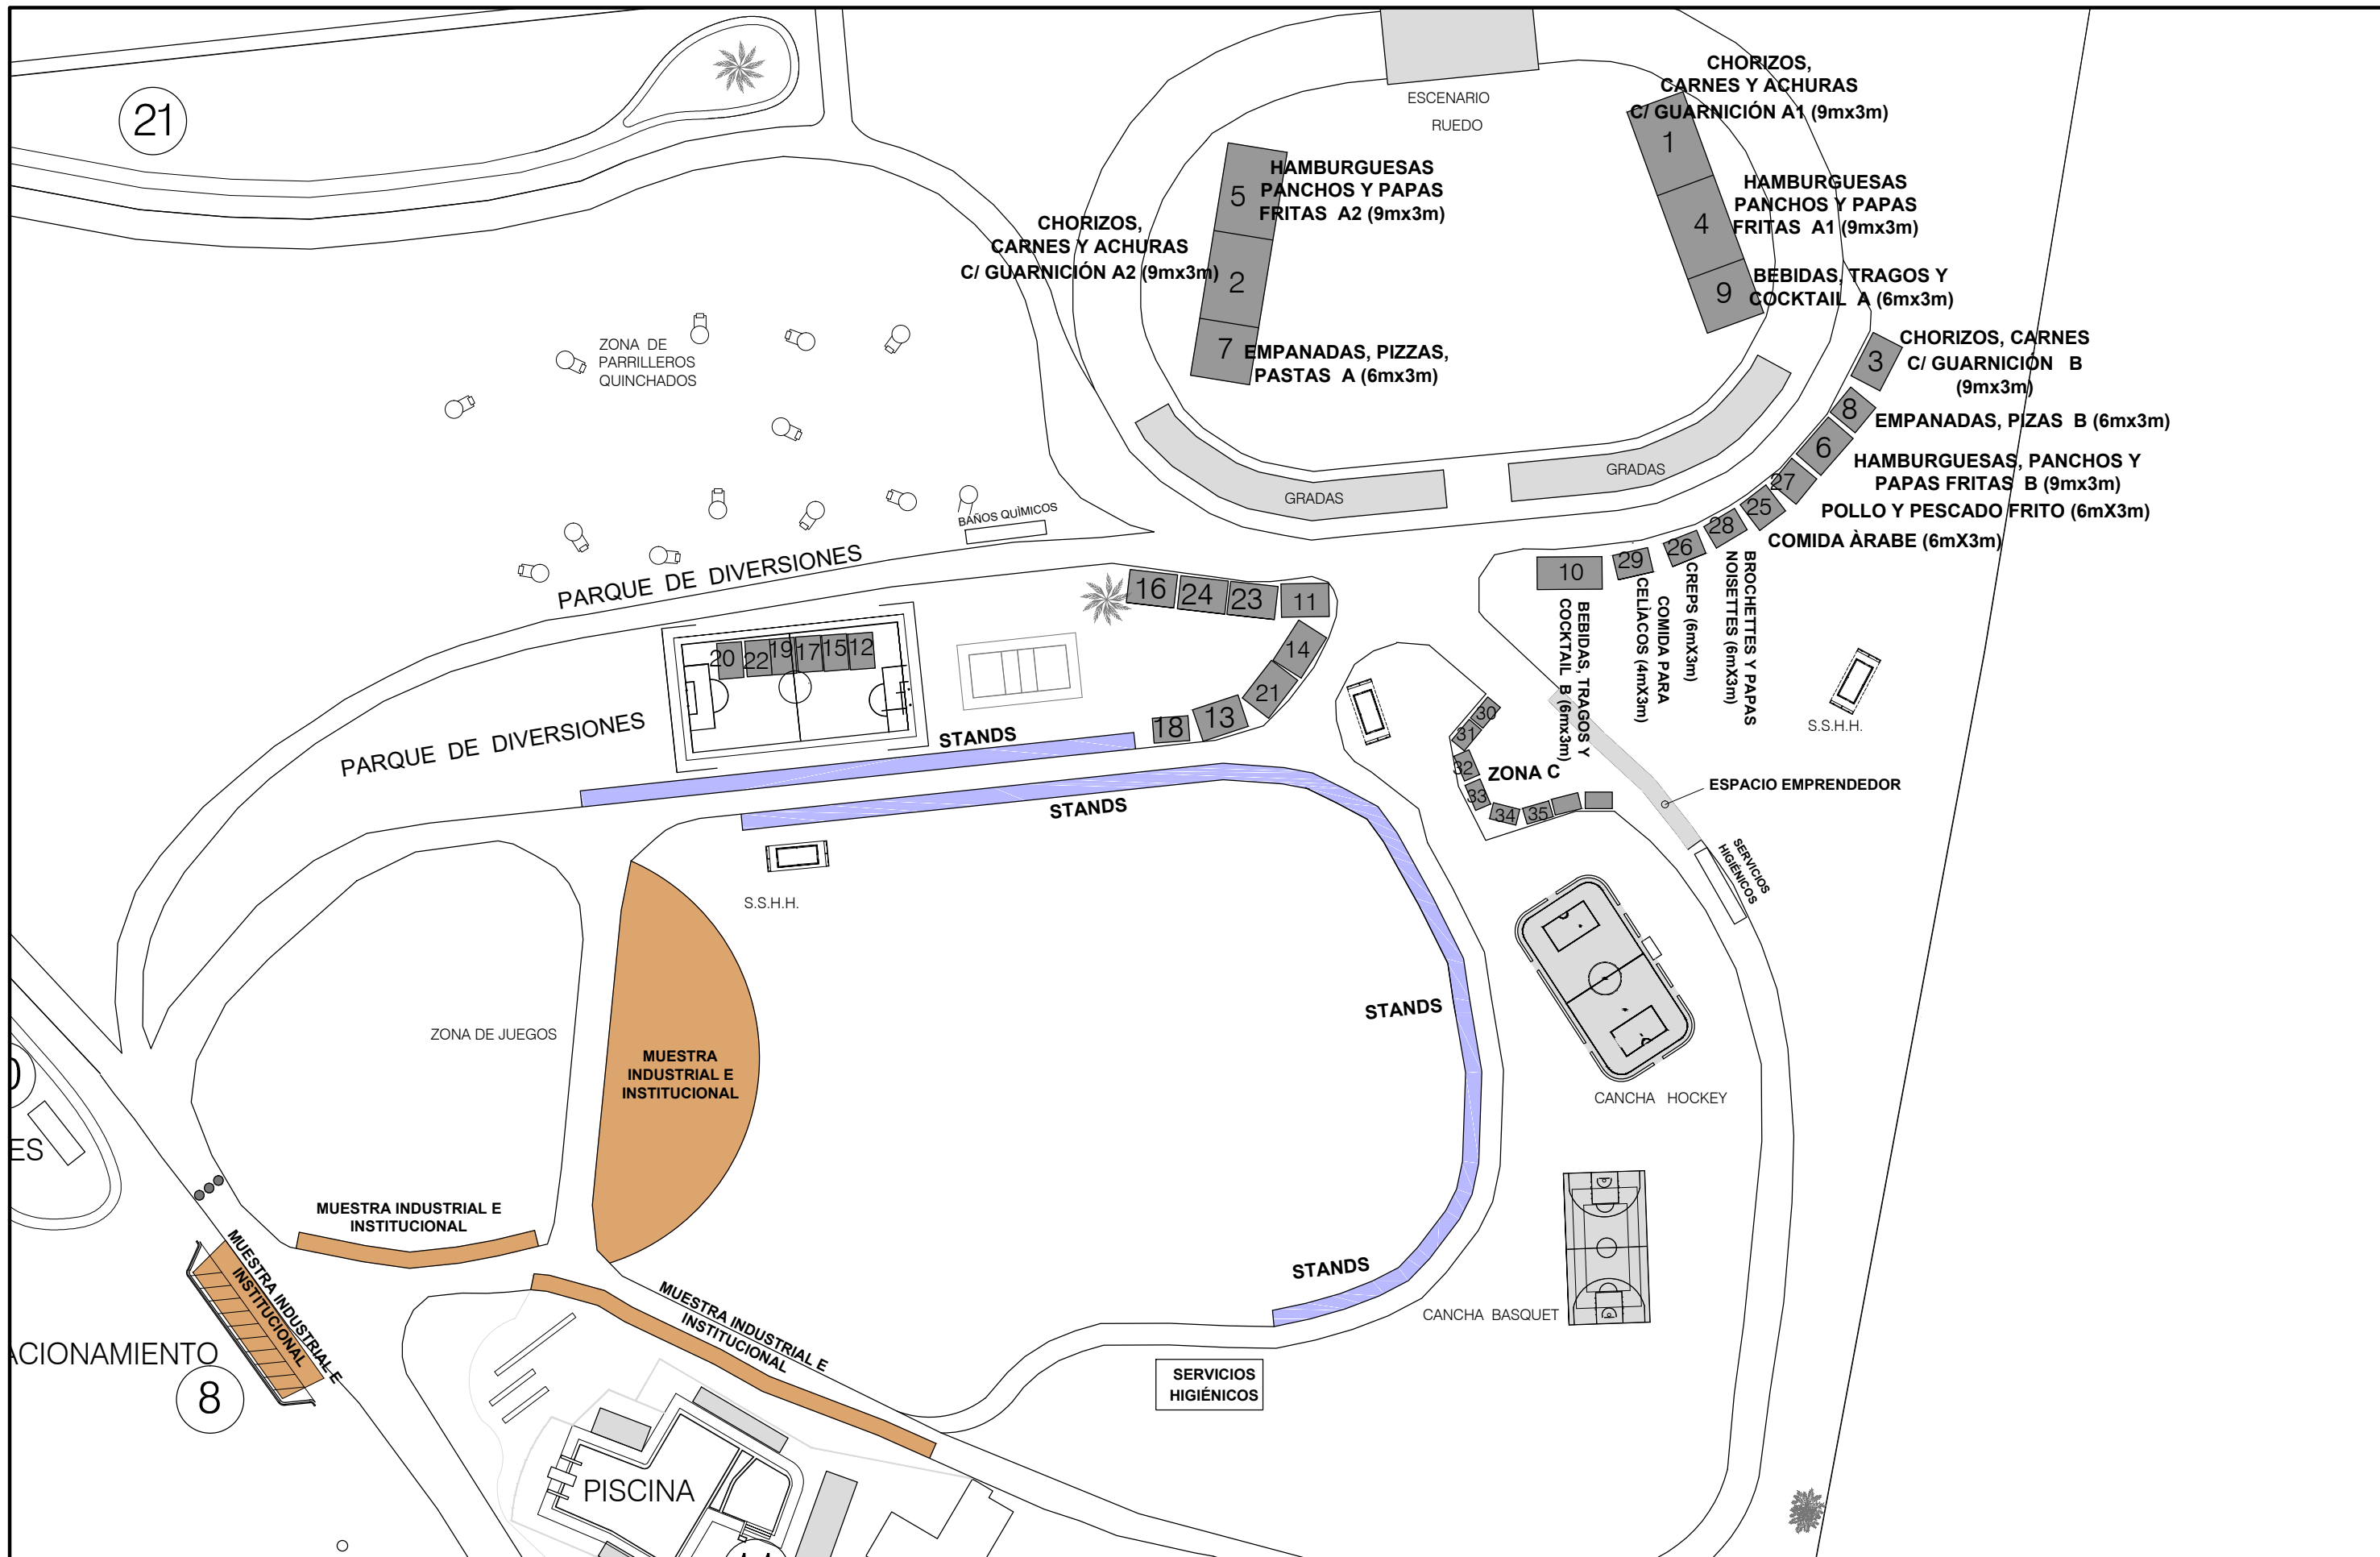 21
ESCENARIO
RUEDO
CHORIZOS,
CARNES Y ACHURAS
C/ GUARNICIÓN A1 (9mx3m)
1
HAMBURGUESAS
PANCHOS Y PAPAS
FRITAS A2 (9mx3m)
5
HAMBURGUESAS
PANCHOS Y PAPAS
FRITAS A1 (9mx3m)
4
CHORIZOS,
CARNES Y ACHURAS
C/ GUARNICIÓN A2 (9mx3m)
2
BEBIDAS, TRAGOS Y
COCKTAIL A (6mx3m)
9
7
EMPANADAS, PIZZAS,
PASTAS A (6mx3m)
3
CHORIZOS, CARNES
C/ GUARNICIÓN B
(9mx3m)
8
EMPANADAS, PIZAS B (6mx3m)
6
HAMBURGUESAS, PANCHOS Y
PAPAS FRITAS B (9mx3m)
27
POLLO Y PESCADO FRITO (6mX3m)
25
COMIDA ÀRABE (6mX3m)
28
BROCHETTES Y PAPAS
NOISETTES (6mX3m)
26
CREPS (6mX3m)
29
COMIDA PARA
CELÌACOS (4mX3m)
10
BEBIDAS, TRAGOS Y
COCKTAIL B (6mx3m)
ZONA DE
PARRILLEROS
QUINCHADOS
GRADAS
GRADAS
BAÑOS QUÌMICOS
PARQUE DE DIVERSIONES
16
24
23
11
14
21
13
18
20
22
19
17
15
12
PARQUE DE DIVERSIONES
STANDS
STANDS
30
31
32
33
34
35
ZONA C
S.S.H.H.
ESPACIO EMPRENDEDOR
SERVICIOS
HIGIÉNICOS
S.S.H.H.
ZONA DE JUEGOS
MUESTRA
INDUSTRIAL E
INSTITUCIONAL
STANDS
CANCHA HOCKEY
ES
MUESTRA INDUSTRIAL E
INSTITUCIONAL
MUESTRA INDUSTRIAL E
INSTITUCIONAL
MUESTRA INDUSTRIAL E
INSTITUCIONAL
STANDS
CANCHA BASQUET
ACIONAMIENTO
8
SERVICIOS
HIGIÉNICOS
PISCINA